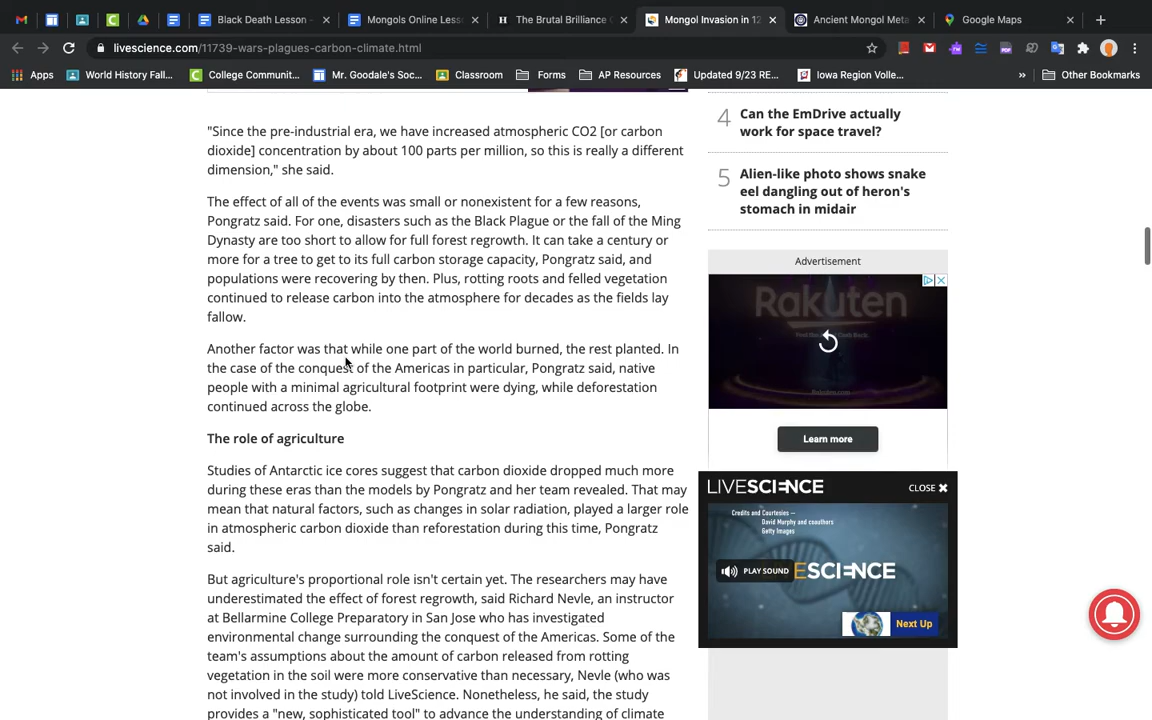 Black Death Lesson -
Mongols Online Less
The Brutal Brilliance
Mongol Invasion in 12
Ancient Mongol Meta
Google Maps
livescience.com/11739-wars-plagues-carbon-climate.html
Apps
World History Fall...
College Communit...
Mr. Goodale's Soc...
Classroom
Forms
AP Resources
Updated 9/23 RE...
Iowa Region Volle...
»
Other Bookmarks
"Since the pre-industrial era, we have increased atmospheric CO2 [or carbon
dioxide] concentration by about 100 parts per million, so this is really a different
dimension," she said.
The effect of all of the events was small or nonexistent for a few reasons,
Pongratz said. For one, disasters such as the Black Plague or the fall of the Ming
Dynasty are too short to allow for full forest regrowth. It can take a century or
more for a tree to get to its full carbon storage capacity, Pongratz said, and
populations were recovering by then. Plus, rotting roots and felled vegetation
continued to release carbon into the atmosphere for decades as the fields lay
fallow.
Another factor was that while one part of the world burned, the rest planted. In
the case of the conquest of the Americas in particular, Pongratz said, native
people with a minimal agricultural footprint were dying, while deforestation
continued across the globe.
The role of agriculture
Studies of Antarctic ice cores suggest that carbon dioxide dropped much more
during these eras than the models by Pongratz and her team revealed. That may
mean that natural factors, such as changes in solar radiation, played a larger role
in atmospheric carbon dioxide than reforestation during this time, Pongratz
said.
But agriculture's proportional role isn't certain yet. The researchers may have
underestimated the effect of forest regrowth, said Richard Nevle, an instructor
at Bellarmine College Preparatory in San Jose who has investigated
environmental change surrounding the conquest of the Americas. Some of the
team's assumptions about the amount of carbon released from rotting
vegetation in the soil were more conservative than necessary, Nevle (who was
not involved in the study) told LiveScience. Nonetheless, he said, the study
provides a "new, sophisticated tool" to advance the understanding of climate
4 Can the EmDrive actually
work for space travel?
5 Alien-like photo shows snake
eel dangling out of heron's
stomach in midair
Advertisement
Rakuten
Learn more
LIVESCIENCE
CLOSE ✖
Credits and Courtesies —
David Murphy and coauthors
Getty Images
PLAY SOUND
ESCIENCE
Next Up